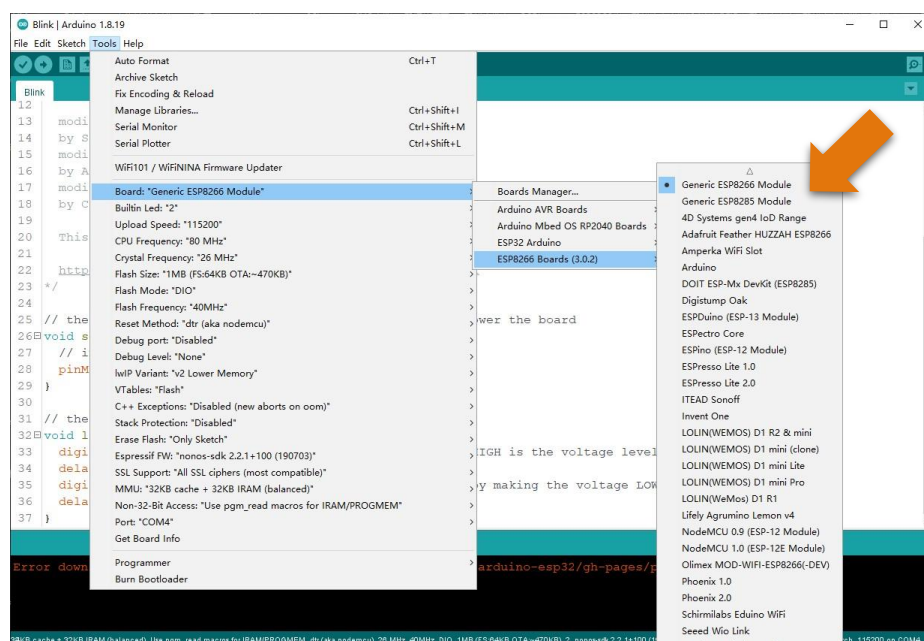 Blink | Arduino 1.8.19
File Edit Sketch Tools Help
Blink
Auto Format Ctrl+T
Archive Sketch
Fix Encoding & Reload
Manage Libraries... Ctrl+Shift+I
Serial Monitor Ctrl+Shift+M
Serial Plotter Ctrl+Shift+L
WiFi101 / WiFiNINA Firmware Updater
Board: "Generic ESP8266 Module"
Builtin Led: "2"
Upload Speed: "115200"
CPU Frequency: "80 MHz"
Crystal Frequency: "26 MHz"
Flash Size: "1MB (FS:64KB OTA:~470KB)"
Flash Mode: "DIO"
Flash Frequency: "40MHz"
Reset Method: "dtr (aka nodemcu)"
Debug port: "Disabled"
Debug Level: "None"
lwIP Variant: "v2 Lower Memory"
VTables: "Flash"
C++ Exceptions: "Disabled (new aborts on oom)"
Stack Protection: "Disabled"
Erase Flash: "Only Sketch"
Espressif FW: "nonos-sdk 2.2.1+100 (190703)"
SSL Support: "All SSL ciphers (most compatible)"
MMU: "32KB cache + 32KB IRAM (balanced)"
Non-32-Bit Access: "Use pgm_read macros for IRAM/PROGMEM"
Port: "COM4"
Get Board Info
Programmer
Burn Bootloader
Boards Manager...
Arduino AVR Boards
Arduino Mbed OS RP2040 Boards
ESP32 Arduino
ESP8266 Boards (3.0.2)
Generic ESP8266 Module
Generic ESP8285 Module
4D Systems gen4 IoD Range
Adafruit Feather HUZZAH ESP8266
Amperka WiFi Slot
Arduino
DOIT ESP-Mx DevKit (ESP8285)
Digistump Oak
ESPDuino (ESP-13 Module)
ESPectro Core
ESPino (ESP-12 Module)
ESPresso Lite 1.0
ESPresso Lite 2.0
ITEAD Sonoff
Invent One
LOLIN(WEMOS) D1 R2 & mini
LOLIN(WEMOS) D1 mini (clone)
LOLIN(WEMOS) D1 mini Lite
LOLIN(WEMOS) D1 mini Pro
LOLIN(WeMos) D1 R1
Lifely Agrumino Lemon v4
NodeMCU 0.9 (ESP-12 Module)
NodeMCU 1.0 (ESP-12E Module)
Olimex MOD-WIFI-ESP8266(-DEV)
Phoenix 1.0
Phoenix 2.0
Schirmilabs Eduino WiFi
Seeed Wio Link
12
13 modi
14 by S
15 modi
16 by A
17 modi
18 by C
19
20 This
21
22 http
23 */
24
25 // the wer the board
26 void s
27 // i
28 pinM
29 }
30
31 // the
32 void l
33 digi IGH is the voltage level
34 dela
35 digi y making the voltage LOW
36 dela
37 }
Error down arduino-esp32/gh-pages/p